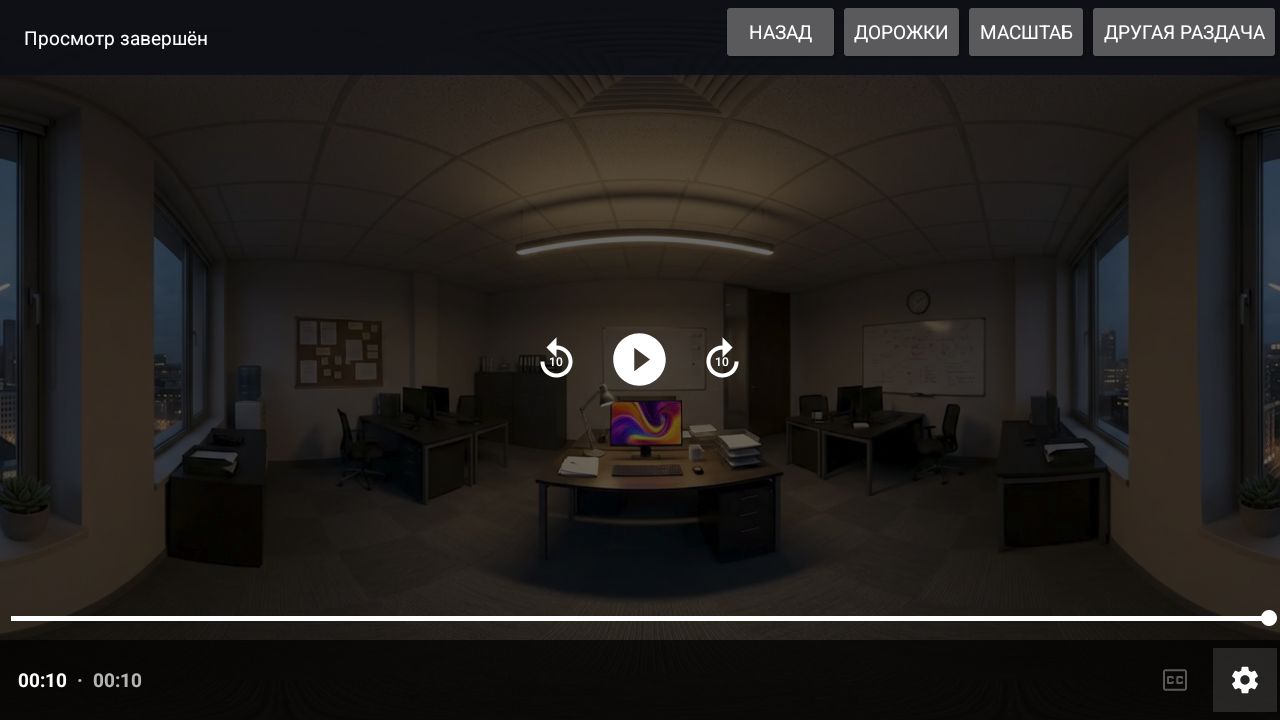 Просмотр завершён
НАЗАД
ДОРОЖКИ
МАСШТАБ
ДРУГАЯ РАЗДАЧА
10
10
00:10 · 00:10
CC